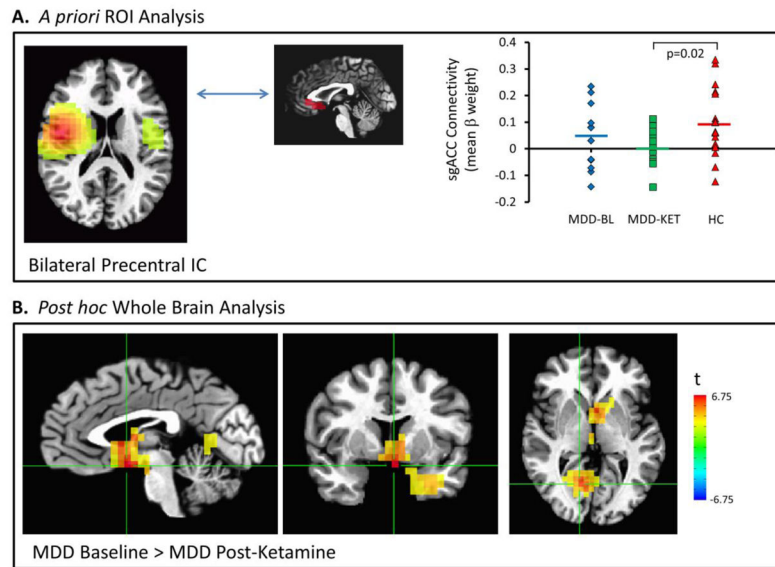 A. A priori ROI Analysis
0.4
0.3
0.2
0.1
0
-0.1
-0.2
sgACC Connectivity
(mean β weight)
p=0.02
MDD-BL MDD-KET HC
Bilateral Precentral IC
B. Post hoc Whole Brain Analysis
t
6.75
-6.75
MDD Baseline > MDD Post-Ketamine